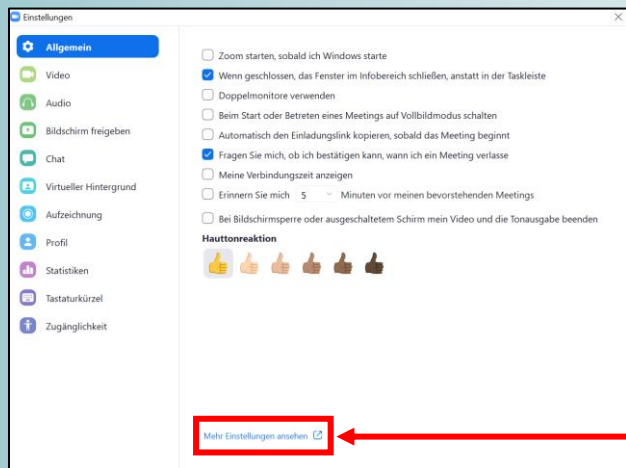 Einstellungen
Allgemein
Video
Audio
Bildschirm freigeben
Chat
Virtueller Hintergrund
Aufzeichnung
Profil
Statistiken
Tastaturkürzel
Zugänglichkeit
Zoom starten, sobald ich Windows starte
Wenn geschlossen, das Fenster im Infobereich schließen, anstatt in der Taskleiste
Doppelmonitore verwenden
Beim Start oder Betreten eines Meetings auf Vollbildmodus schalten
Automatisch den Einladungslink kopieren, sobald das Meeting beginnt
Fragen Sie mich, ob ich bestätigen kann, wann ich ein Meeting verlasse
Meine Verbindungszeit anzeigen
Erinnern Sie mich 5 Minuten vor meinen bevorstehenden Meetings
Bei Bildschirmsperre oder ausgeschaltetem Schirm mein Video und die Tonausgabe beenden
Hauttonreaktion
Mehr Einstellungen ansehen